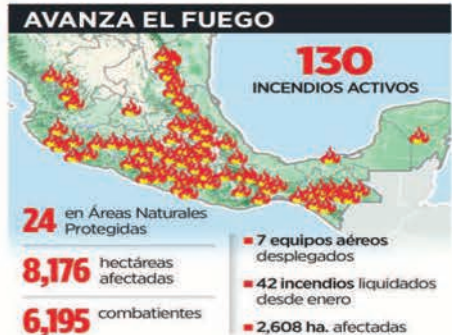 AVANZA EL FUEGO
130
INCENDIOS ACTIVOS
24 en Áreas Naturales
Protegidas
8,176 hectáreas
afectadas
6,195 combatientes
7 equipos aéreos
desplegados
42 incendios liquidados
desde enero
2,608 ha. afectadas